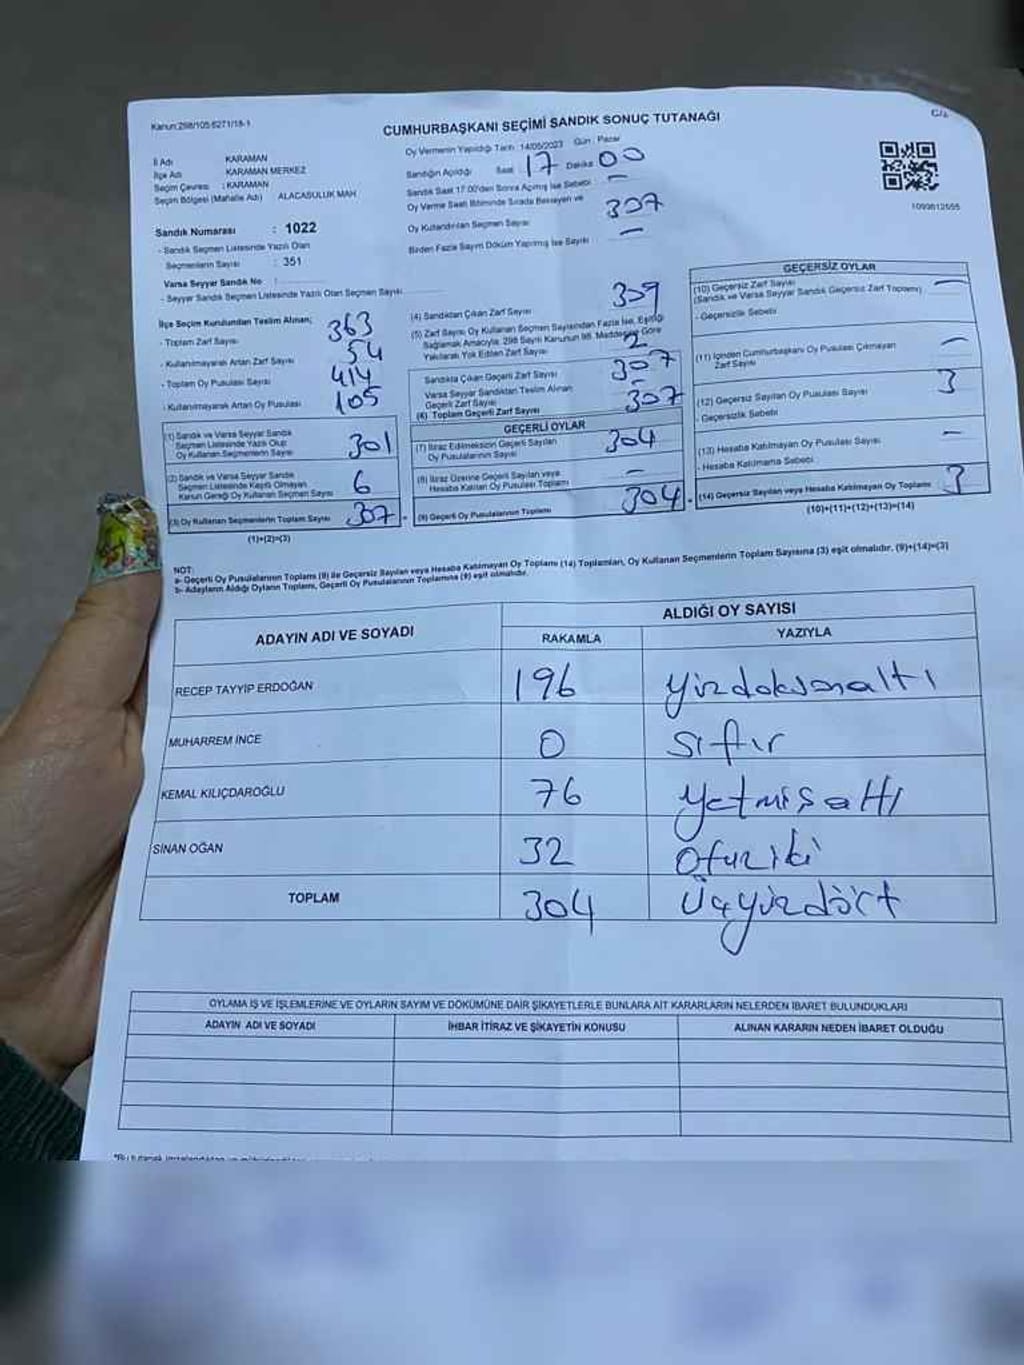 Kanun:298/105 6271/18-1
CUMHURBAŞKANI SEÇİMİ SANDIK SONUÇ TUTANAĞI
İl Adı KARAMAN
İlçe Adı KARAMAN MERKEZ
Seçim Çevresi : KARAMAN
Seçim Bölgesi (Mahalle Adı) ALACASULUK MAH
Sandık Numarası : 1022
- Sandık Seçmen Listesinde Yazılı Olan
Seçmenlerin Sayısı : 351
Varsa Seyyar Sandık No :
- Seyyar Sandık Seçmen Listesinde Yazılı Olan Seçmen Sayısı
Oy Vermenin Yapıldığı Tarih : 14/05/2023 Gün : Pazar
Sandığın Açıldığı Saat : 17 Dakika 00
Sandık Saat 17:00'den Sonra Açılmış İse Sebebi : —
Oy Verme Saati Bitiminde Sırada Bekleyen ve
Oy Kullandırılan Seçmen Sayısı 307
Birden Fazla Sayım Döküm Yapılmış İse Sayısı —
1093612555
İlçe Seçim Kurulundan Teslim Alınan;
- Toplam Zarf Sayısı 363
- Kullanılmayarak Artan Zarf Sayısı 54
- Toplam Oy Pusulası Sayısı 414
- Kullanılmayarak Artan Oy Pusulası 105
(1) Sandık ve Varsa Seyyar Sandık
Seçmen Listesinde Yazılı Olup
Oy Kullanan Seçmenlerin Sayısı 301
(2) Sandık ve Varsa Seyyar Sandık
Seçmen Listesinde Kayıtlı Olmayan
Kanun Gereği Oy Kullanan Seçmen Sayısı 6
(3) Oy Kullanan Seçmenlerin Toplam Sayısı 307
(1)+(2)=(3)
(4) Sandıktan Çıkan Zarf Sayısı 309
(5) Zarf Sayısı Oy Kullanan Seçmen Sayısından Fazla İse, Eşitliği
Sağlamak Amacıyla, 298 Sayılı Kanunun 98. Maddesine Göre
Yakılarak Yok Edilen Zarf Sayısı 2
Sandıkta Çıkan Geçerli Zarf Sayısı 307
Varsa Seyyar Sandıktan Teslim Alınan
Geçerli Zarf Sayısı —
(6) Toplam Geçerli Zarf Sayısı 307
GEÇERLİ OYLAR
(7) İtiraz Edilmeksizin Geçerli Sayılan
Oy Pusulalarının Sayısı 304
(8) İtiraz Üzerine Geçerli Sayılan veya
Hesaba Katılan Oy Pusulası Toplamı —
(9) Geçerli Oy Pusulalarının Toplamı 304
GEÇERSİZ OYLAR
(10) Geçersiz Zarf Sayısı
(Sandık ve Varsa Seyyar Sandık Geçersiz Zarf Toplamı) —
- Geçersizlik Sebebi
(11) İçinden Cumhurbaşkanı Oy Pusulası Çıkmayan
Zarf Sayısı —
(12) Geçersiz Sayılan Oy Pusulası Sayısı 3
- Geçersizlik Sebebi
(13) Hesaba Katılmayan Oy Pusulası Sayısı —
- Hesaba Katılmama Sebebi :
(14) Geçersiz Sayılan veya Hesaba Katılmayan Oy Toplamı 3
(10)+(11)+(12)+(13)=(14)
NOT:
a- Geçerli Oy Pusulalarının Toplamı (9) ile Geçersiz Sayılan veya Hesaba Katılmayan Oy Toplamı (14) Toplamları, Oy Kullanan Seçmenlerin Toplam Sayısına (3) eşit olmalıdır. (9)+(14)=(3)
b- Adayların Aldığı Oyların Toplamı, Geçerli Oy Pusulalarının Toplamına (9) eşit olmalıdır.
ADAYIN ADI VE SOYADI ALDIĞI OY SAYISI
RAKAMLA YAZIYLA
RECEP TAYYİP ERDOĞAN 196 Yüzdoksanaltı
MUHARREM İNCE 0 sıfır
KEMAL KILIÇDAROĞLU 76 Yetmişaltı
SİNAN OĞAN 32 Otuziki
TOPLAM 304 Üçyüzdört
OYLAMA İŞ VE İŞLEMLERİNE VE OYLARIN SAYIM VE DÖKÜMÜNE DAİR ŞİKAYETLERLE BUNLARA AİT KARARLARIN NELERDEN İBARET BULUNDUKLARI
ADAYIN ADI VE SOYADI İHBAR İTİRAZ VE ŞİKAYETİN KONUSU ALINAN KARARIN NEDEN İBARET OLDUĞU